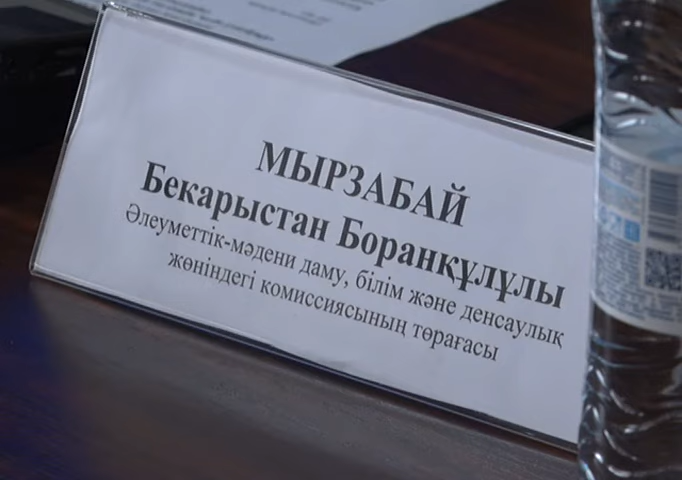 МЫРЗАБАЙ
Бекарыстан Боранқұлұлы
Әлеуметтік-мәдени даму, білім және денсаулық
жөніндегі комиссиясының төрағасы